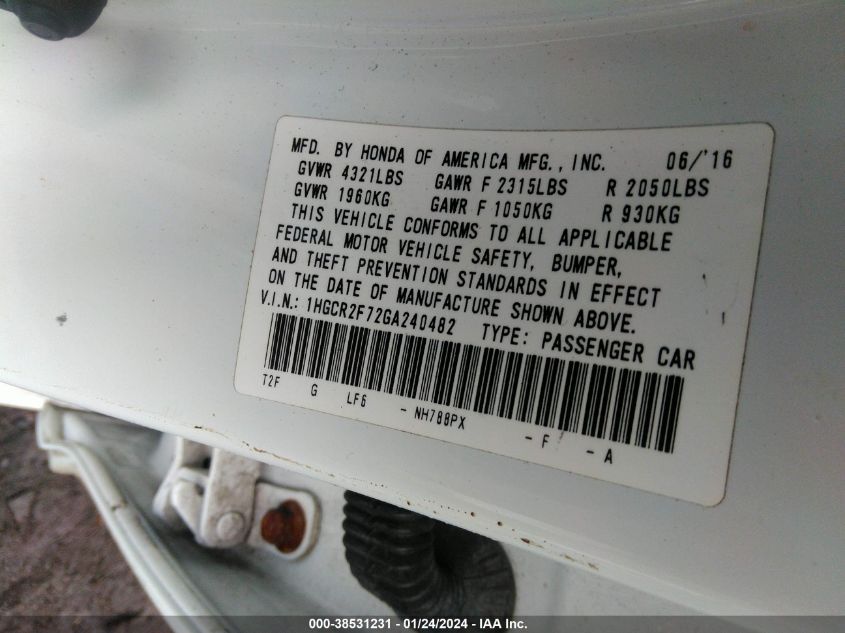 MFD. BY HONDA OF AMERICA MFG., INC. 06/'16
GVWR 4321LBS GAWR F 2315LBS R 2050LBS
GVWR 1960KG GAWR F 1050KG R 930KG
THIS VEHICLE CONFORMS TO ALL APPLICABLE
FEDERAL MOTOR VEHICLE SAFETY, BUMPER,
AND THEFT PREVENTION STANDARDS IN EFFECT
ON THE DATE OF MANUFACTURE SHOWN ABOVE.
V.I.N.: 1HGCR2F72GA240482 TYPE: PASSENGER CAR
T2F G LF6 - NH788PX - F - A
000-38531231 - 01/24/2024 - IAA Inc.